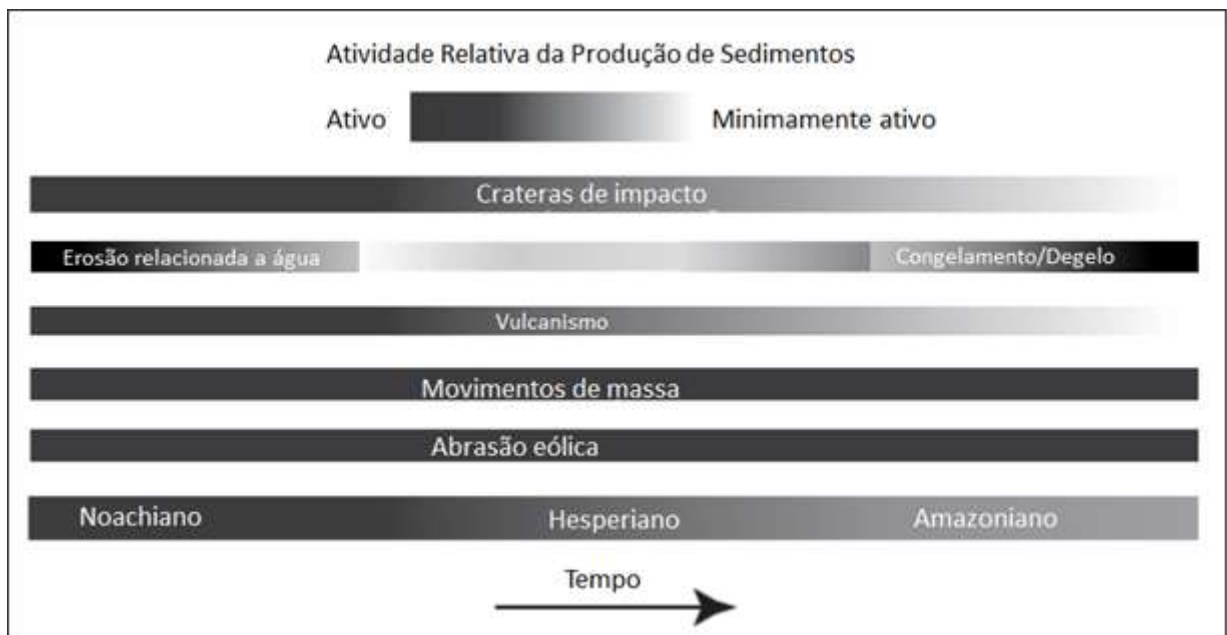 Atividade Relativa da Produção de Sedimentos
Ativo Minimamente ativo
Crateras de impacto
Erosão relacionada a água Congelamento/Degelo
Vulcanismo
Movimentos de massa
Abrasão eólica
Noachiano Hesperiano Amazoniano
Tempo